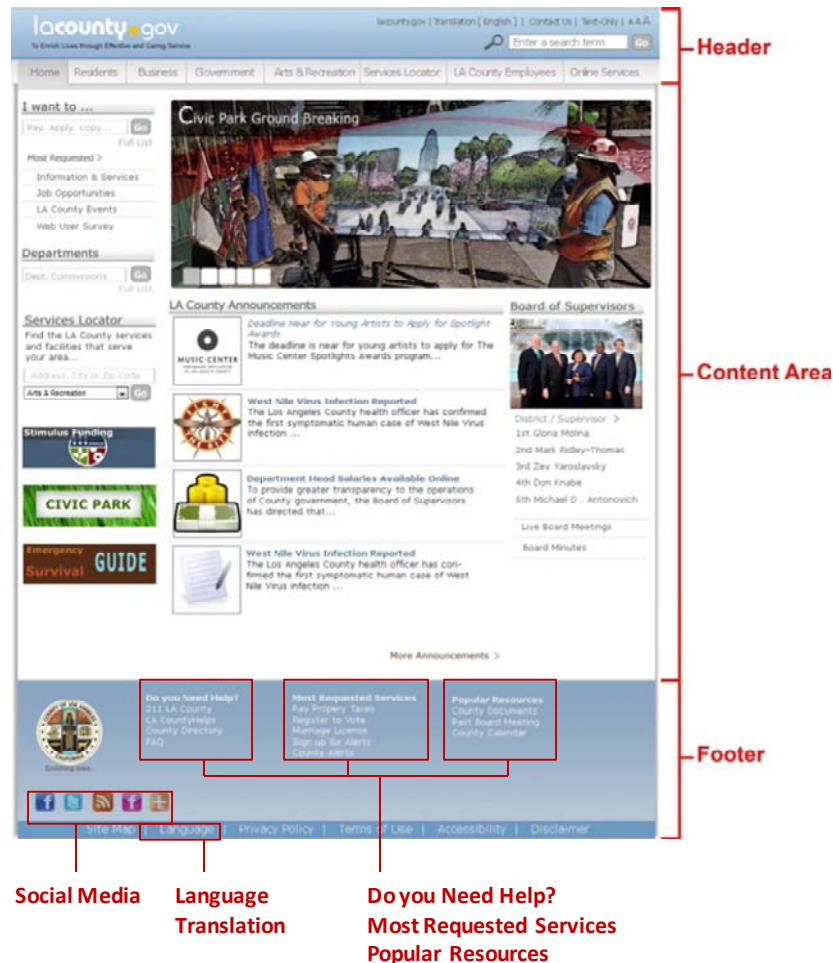 lacounty.gov
To Enrich Lives through Effective and Caring Service
lacounty.gov | Translation [ English ] | Contact Us | Text-Only | A A A
Enter a search term
Go
Home
Residents
Business
Government
Arts & Recreation
Services Locator
LA County Employees
Online Services
I want to ...
Pay, Apply, copy...
Go
Full List
Most Requested >
Information & Services
Job Opportunities
LA County Events
Web User Survey
Departments
Dept. Commissions
Go
Full List
Services Locator
Find the LA County services
and facilities that serve
your area...
Address, City or Zip Code
Arts & Recreation
Go
Stimulus Funding
CIVIC PARK
Emergency
Survival GUIDE
Civic Park Ground Breaking
LA County Announcements
MUSIC CENTER
Deadline Near for Young Artists to Apply for Spotlight
Awards
The deadline is near for young artists to apply for The
Music Center Spotlights Awards program...
West Nile Virus Infection Reported
The Los Angeles County health officer has confirmed
the first symptomatic human case of West Nile Virus
infection ...
Department Head Salaries Available Online
To provide greater transparency to the operations
of County government, the Board of Supervisors
has directed that...
West Nile Virus Infection Reported
The Los Angeles County health officer has con-
firmed the first symptomatic human case of West
Nile Virus infection ...
More Announcements >
Board of Supervisors
District / Supervisor >
1st Gloria Molina
2nd Mark Ridley-Thomas
3rd Zev Yaroslavsky
4th Don Knabe
5th Michael D . Antonovich
Live Board Meetings
Board Minutes
Enriching lives...
Do you Need Help?
211 LA County
LA CountyHelps
County Directory
FAQ
Most Requested Services
Pay Propery Taxes
Register to Vote
Marriage License
Sign up for Alerts
County Alerts
Popular Resources
County Documents
Past Board Meeting
County Calendar
Site Map | Language | Privacy Policy | Terms of Use | Accessibility | Disclaimer
Header
Content Area
Footer
Social Media
Language
Translation
Do you Need Help?
Most Requested Services
Popular Resources